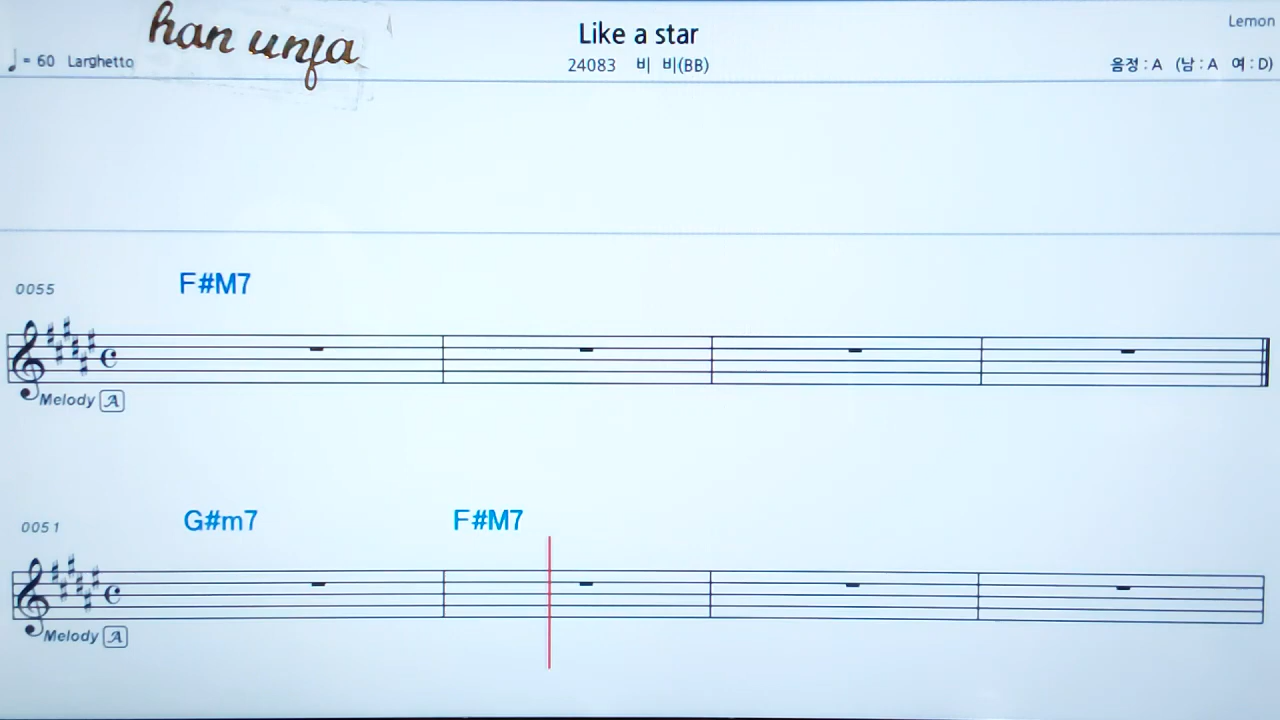 han unja
Like a star
Lemon
♩ = 60 Larghetto
24083 비 비(BB)
음정 : A (남 : A 여 : D)
0055
F#M7
Melody A
0051
G#m7 F#M7
Melody A